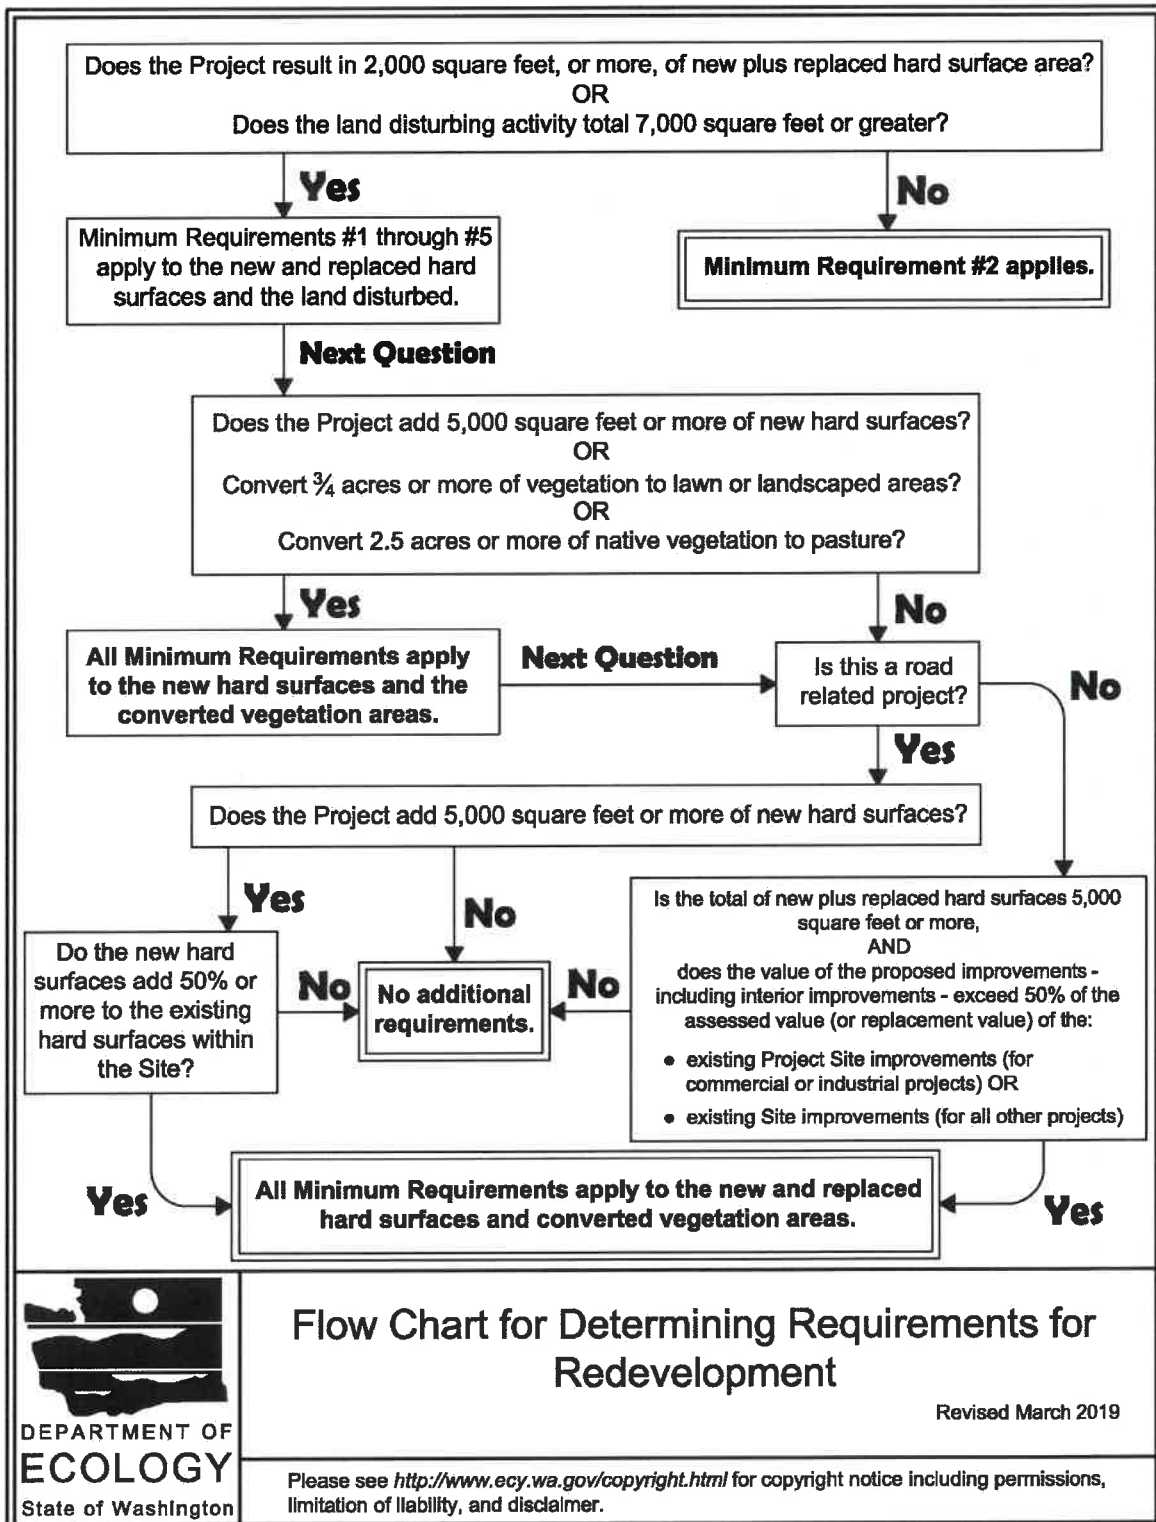 Does the Project result in 2,000 square feet, or more, of new plus replaced hard surface area?
OR
Does the land disturbing activity total 7,000 square feet or greater?
Yes
No
Minimum Requirements #1 through #5
apply to the new and replaced hard
surfaces and the land disturbed.
Minimum Requirement #2 applies.
Next Question
Does the Project add 5,000 square feet or more of new hard surfaces?
OR
Convert ¾ acres or more of vegetation to lawn or landscaped areas?
OR
Convert 2.5 acres or more of native vegetation to pasture?
Yes
No
All Minimum Requirements apply
to the new hard surfaces and the
converted vegetation areas.
Next Question
Is this a road
related project?
No
Yes
Does the Project add 5,000 square feet or more of new hard surfaces?
Yes
No
Do the new hard
surfaces add 50% or
more to the existing
hard surfaces within
the Site?
No
No additional
requirements.
No
Is the total of new plus replaced hard surfaces 5,000
square feet or more,
AND
does the value of the proposed improvements -
including interior improvements - exceed 50% of the
assessed value (or replacement value) of the:
• existing Project Site improvements (for
commercial or industrial projects) OR
• existing Site improvements (for all other projects)
Yes
All Minimum Requirements apply to the new and replaced
hard surfaces and converted vegetation areas.
Yes
DEPARTMENT OF
ECOLOGY
State of Washington
Flow Chart for Determining Requirements for
Redevelopment
Revised March 2019
Please see http://www.ecy.wa.gov/copyright.html for copyright notice including permissions,
limitation of liability, and disclaimer.